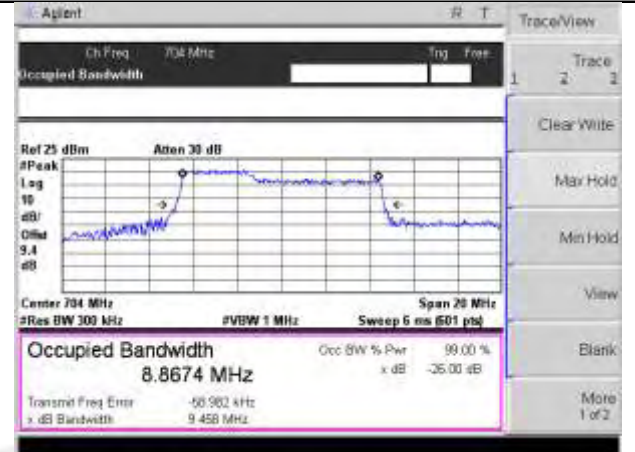 Agilent R T
Ch Freq 704 MHz Trig Free
Occupied Bandwidth
Ref 25 dBm Atten 30 dB
#Peak
Log
10
dB/
Offst
9.4
dB
Center 704 MHz Span 20 MHz
#Res BW 300 kHz #VBW 1 MHz Sweep 6 ms (601 pts)
Occupied Bandwidth Occ BW % Pwr 99.00 %
8.8674 MHz x dB -26.00 dB
Transmit Freq Error -58.982 kHz
x dB Bandwidth 9.458 MHz
Trace/View
Trace
1 2 3
Clear Write
Max Hold
Min Hold
View
Blank
More
1 of 2